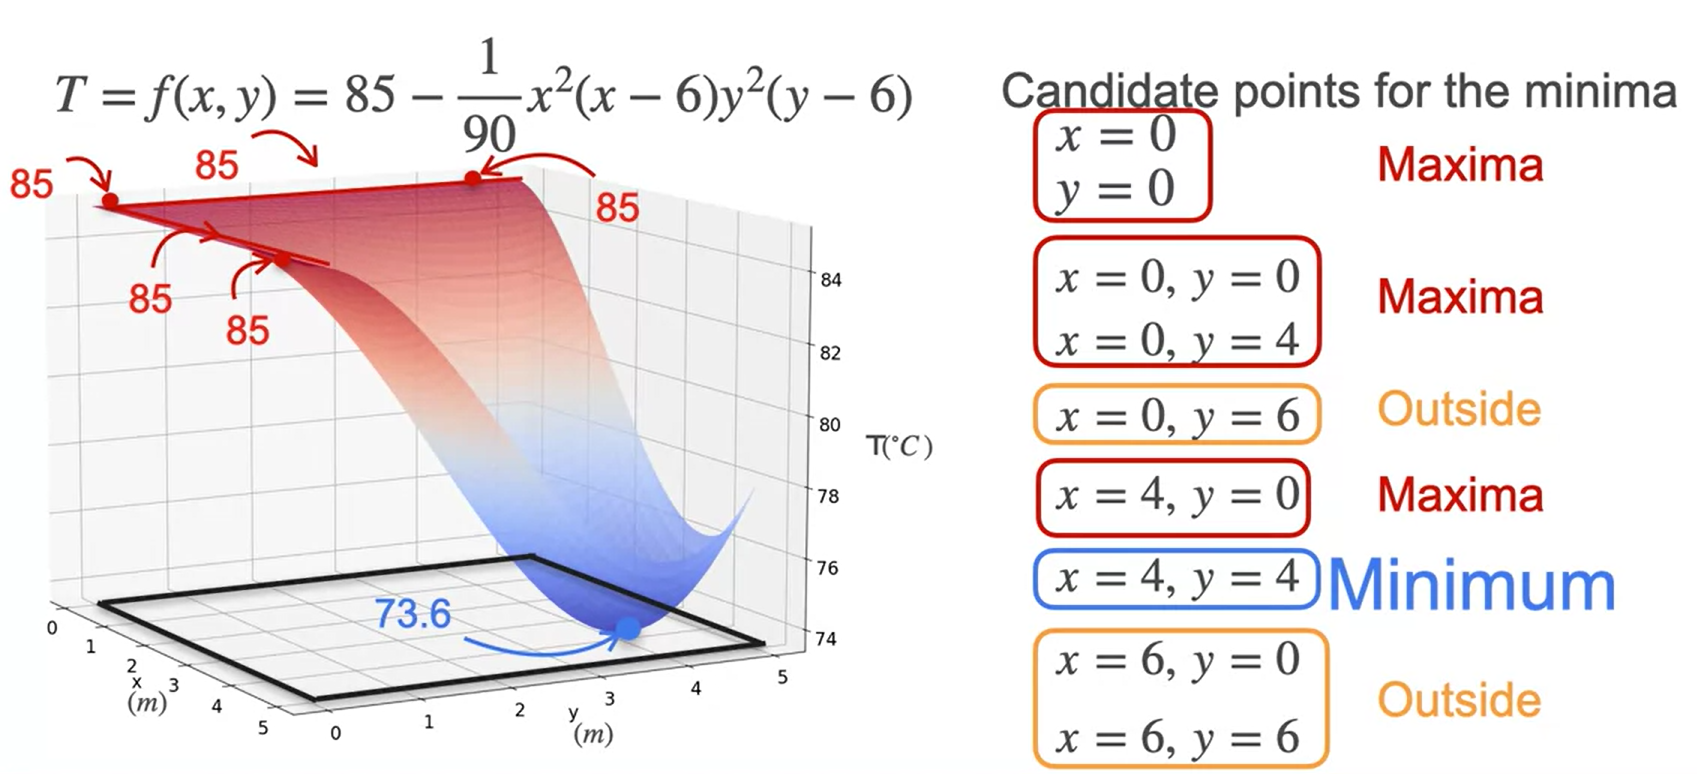 T = f(x, y) = 85 − \frac{1}{90}x²(x − 6)y²(y − 6)
85
85
85
85
85
73.6
84
82
80
78
76
74
T(°C)
0
1
2
3
4
5
x
(m)
0
1
2
3
4
5
y
(m)
Candidate points for the minima
x = 0
y = 0
Maxima
x = 0, y = 0
x = 0, y = 4
Maxima
x = 0, y = 6
Outside
x = 4, y = 0
Maxima
x = 4, y = 4
Minimum
x = 6, y = 0
x = 6, y = 6
Outside